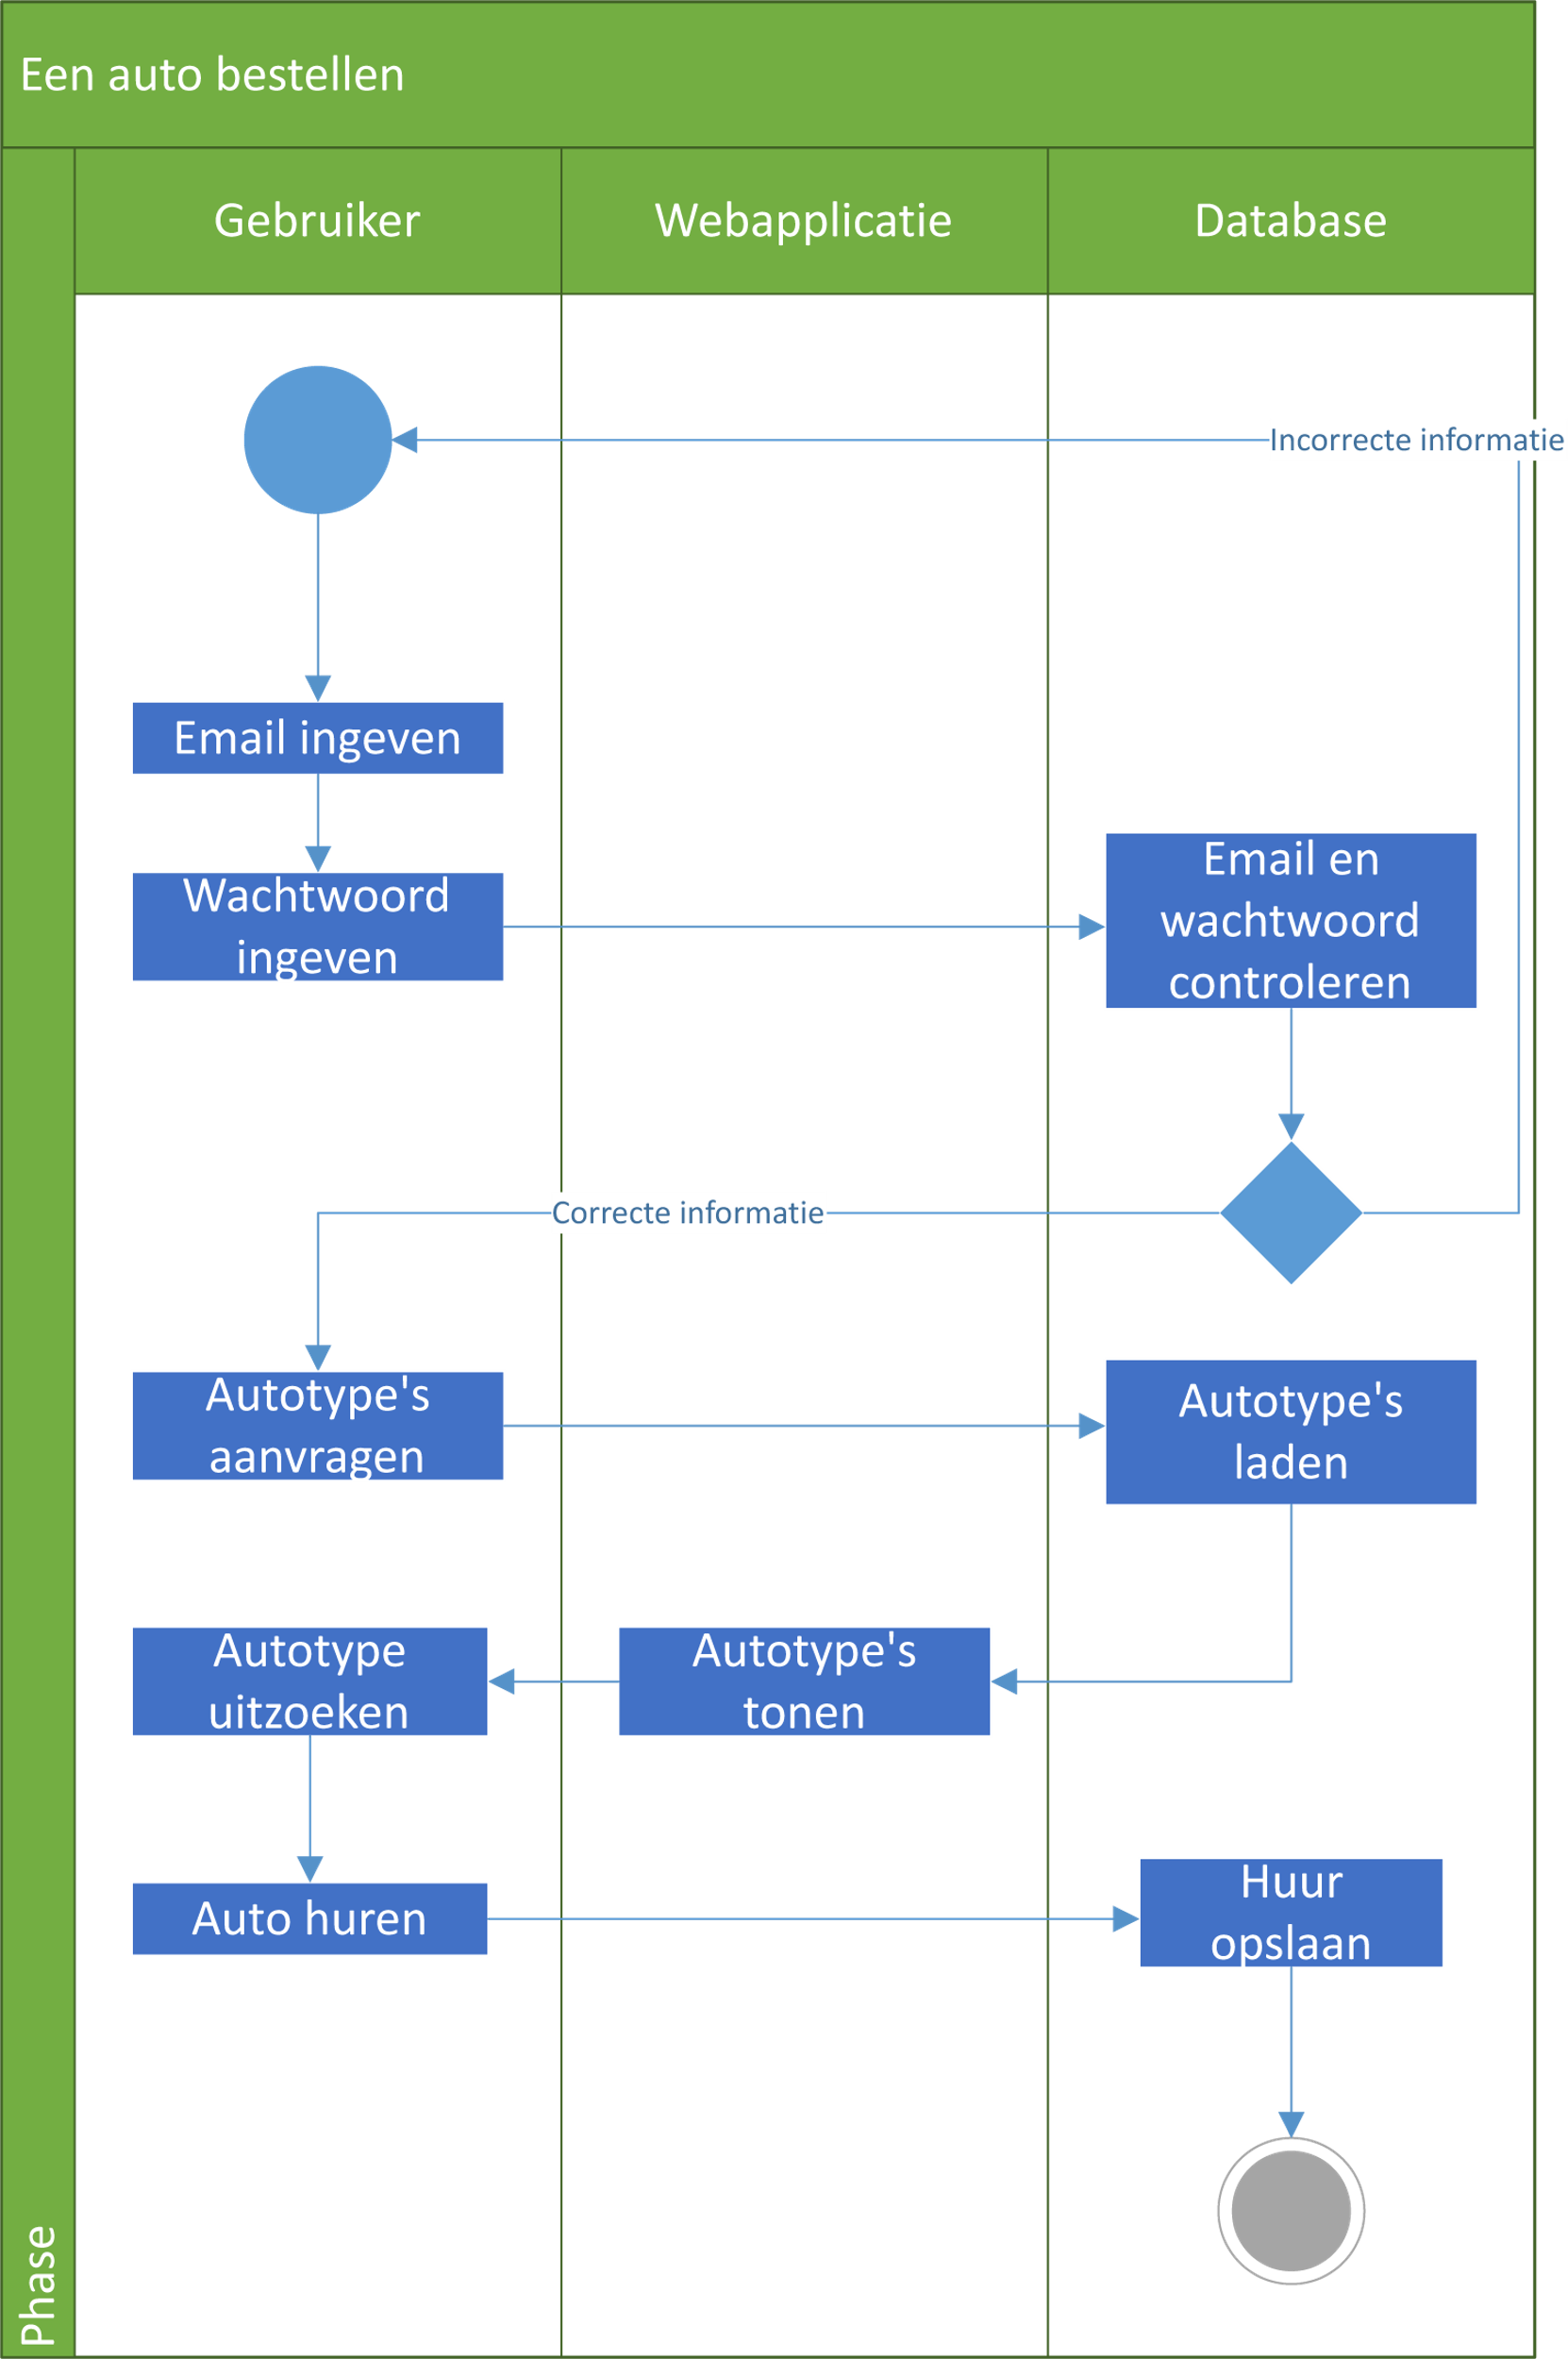 Een auto bestellen
Gebruiker
Webapplicatie
Database
Incorrecte informatie
Email ingeven
Wachtwoord
ingeven
Email en
wachtwoord
controleren
Correcte informatie
Autotype's
aanvragen
Autotype's
laden
Autotype
uitzoeken
Autotype's
tonen
Auto huren
Huur
opslaan
Phase